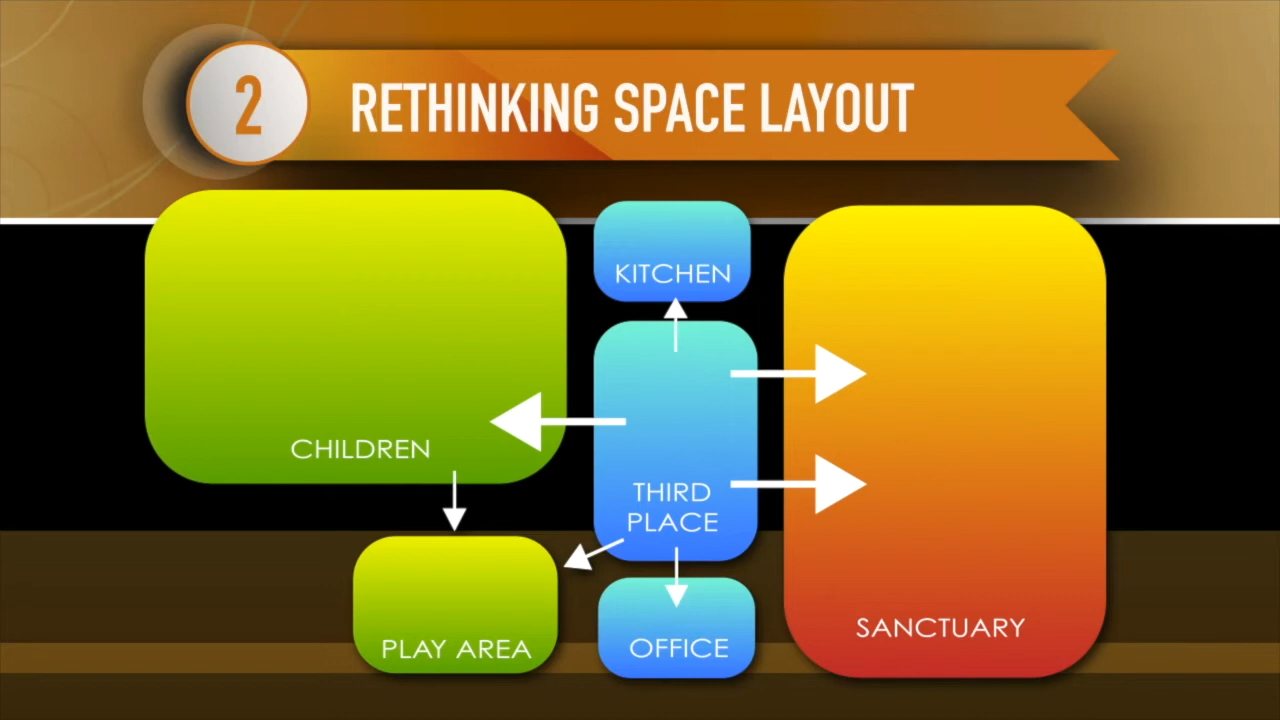 2
RETHINKING SPACE LAYOUT
KITCHEN
CHILDREN
THIRD
PLACE
PLAY AREA
OFFICE
SANCTUARY